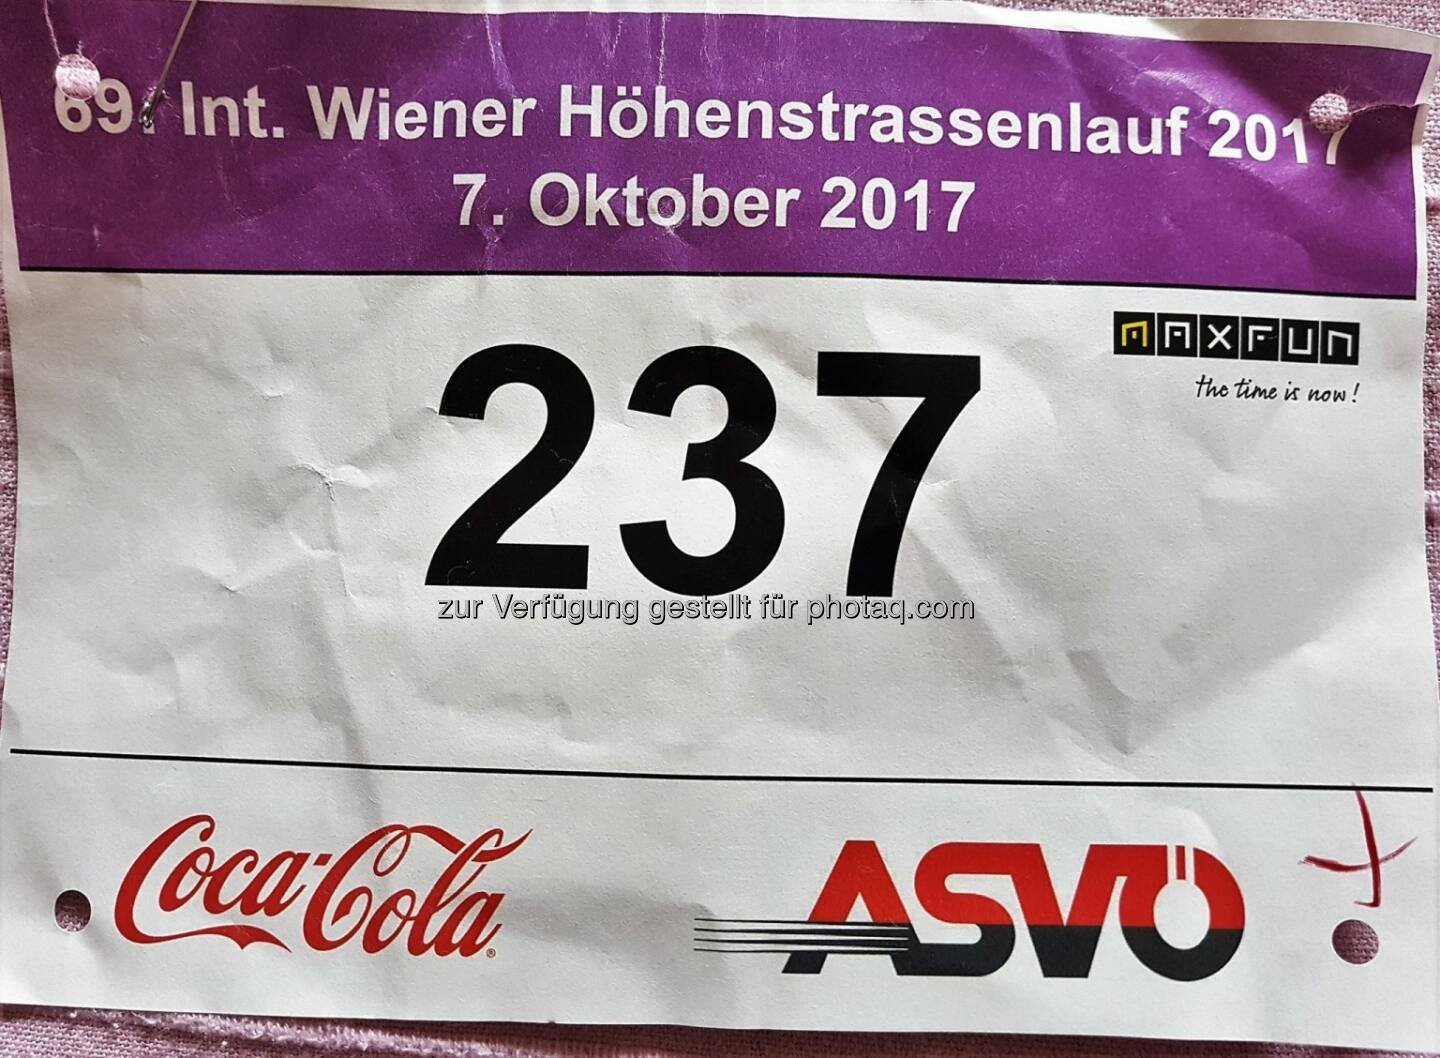 69. Int. Wiener Höhenstrassenlauf 2017
7. Oktober 2017
MAXFUN
the time is now!
237
zur Verfügung gestellt für photaq.com
Coca-Cola®
ASVÖ